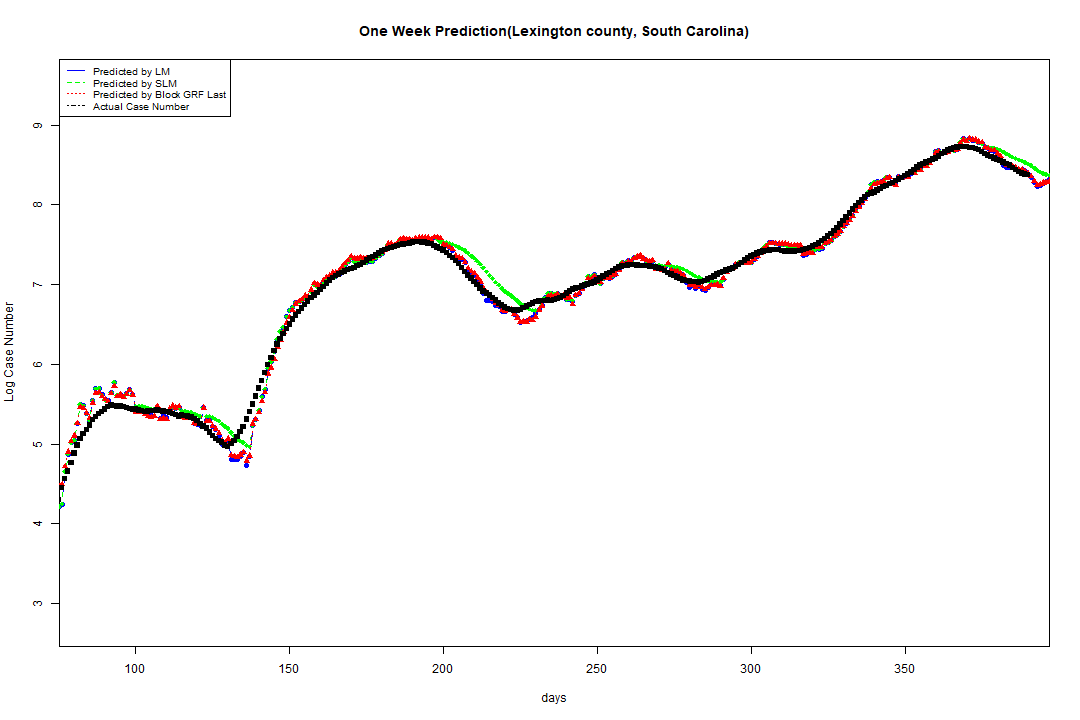 One Week Prediction(Lexington county, South Carolina)
Predicted by LM
Predicted by SLM
Predicted by Block GRF Last
Actual Case Number
Log Case Number
9
8
7
6
5
4
3
100 150 200 250 300 350
days